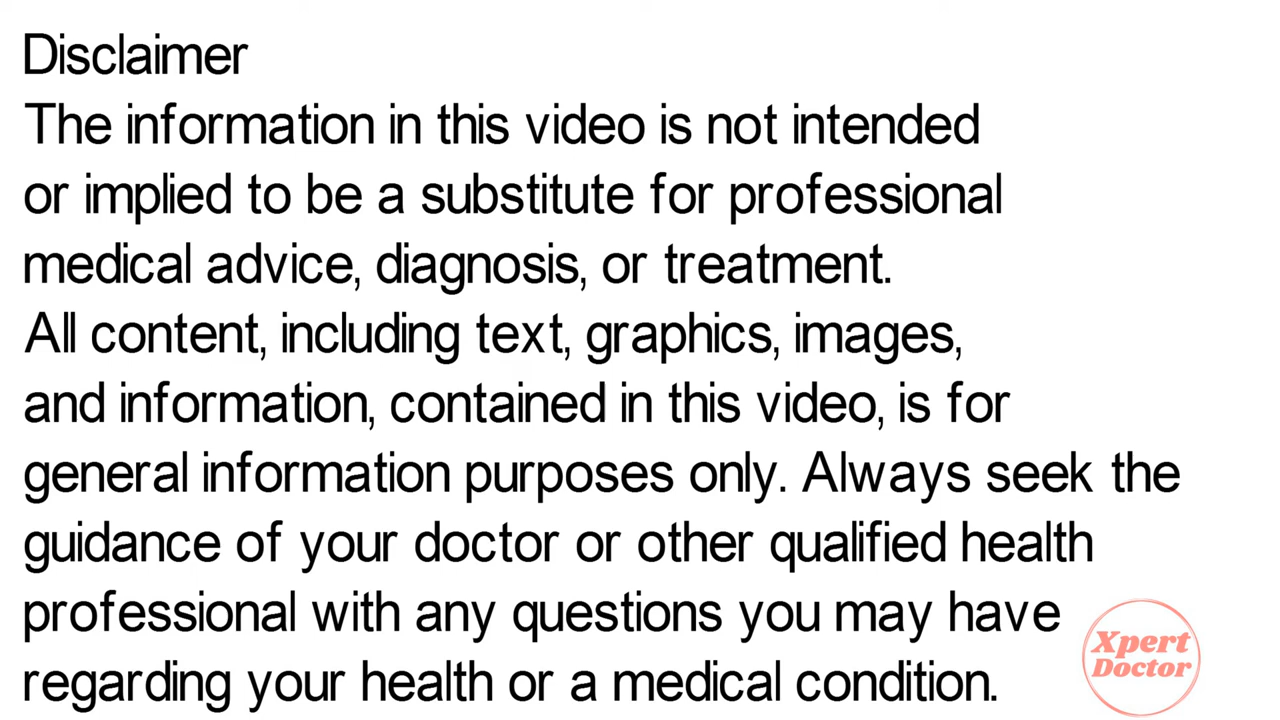 Disclaimer
The information in this video is not intended
or implied to be a substitute for professional
medical advice, diagnosis, or treatment.
All content, including text, graphics, images,
and information, contained in this video, is for
general information purposes only. Always seek the
guidance of your doctor or other qualified health
professional with any questions you may have
regarding your health or a medical condition.
Xpert
Doctor